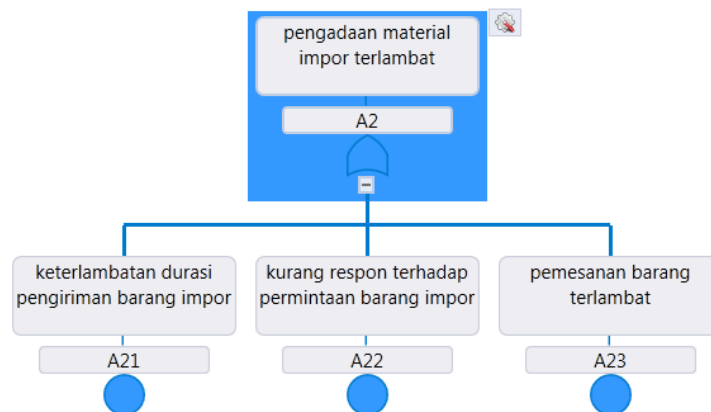 pengadaan material
impor terlambat
A2
keterlambatan durasi
pengiriman barang impor
A21
kurang respon terhadap
permintaan barang impor
A22
pemesanan barang
terlambat
A23